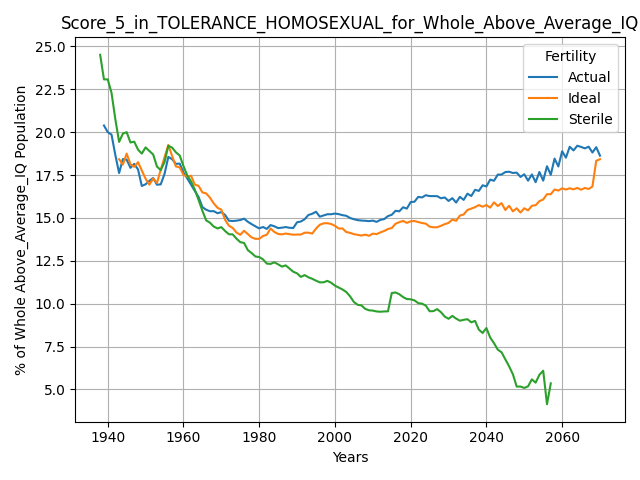 Score_5_in_TOLERANCE_HOMOSEXUAL_for_Whole_Above_Average_IQ
% of Whole Above_Average_IQ Population
25.0
22.5
20.0
17.5
15.0
12.5
10.0
7.5
5.0
Fertility
Actual
Ideal
Sterile
1940 1960 1980 2000 2020 2040 2060
Years